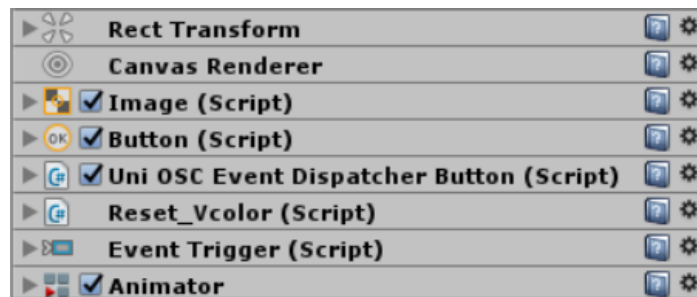 Rect Transform
Canvas Renderer
Image (Script)
OK Button (Script)
C# Uni OSC Event Dispatcher Button (Script)
C# Reset_Vcolor (Script)
Event Trigger (Script)
Animator